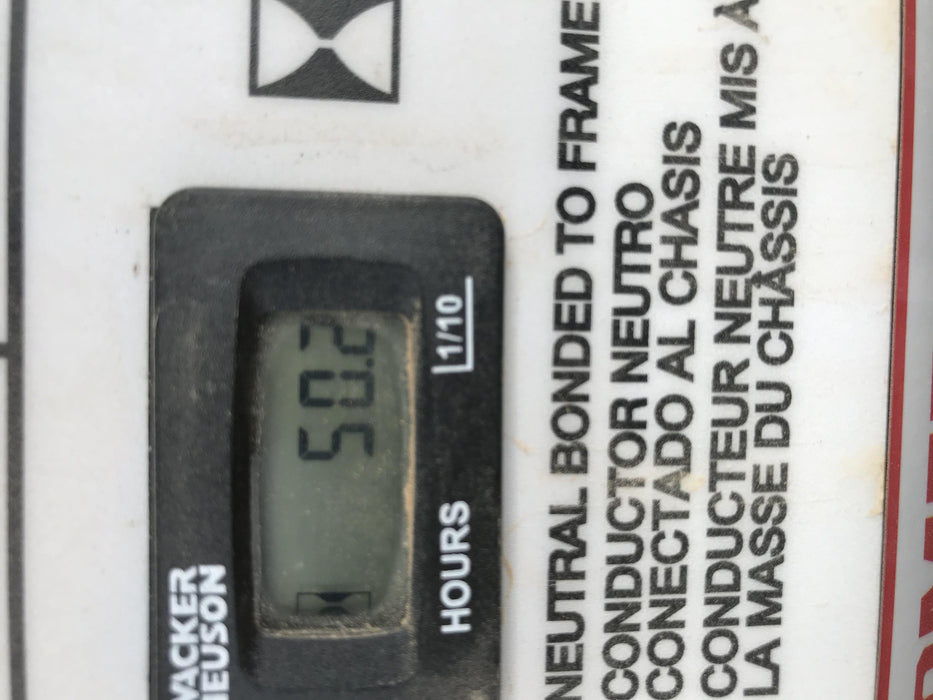 WACKER
NEUSON
50.2
HOURS 1/10
NEUTRAL BONDED TO FRAME
CONDUCTOR NEUTRO
CONECTADO AL CHASIS
CONDUCTEUR NEUTRE MIS À
LA MASSE DU CHÂSSIS